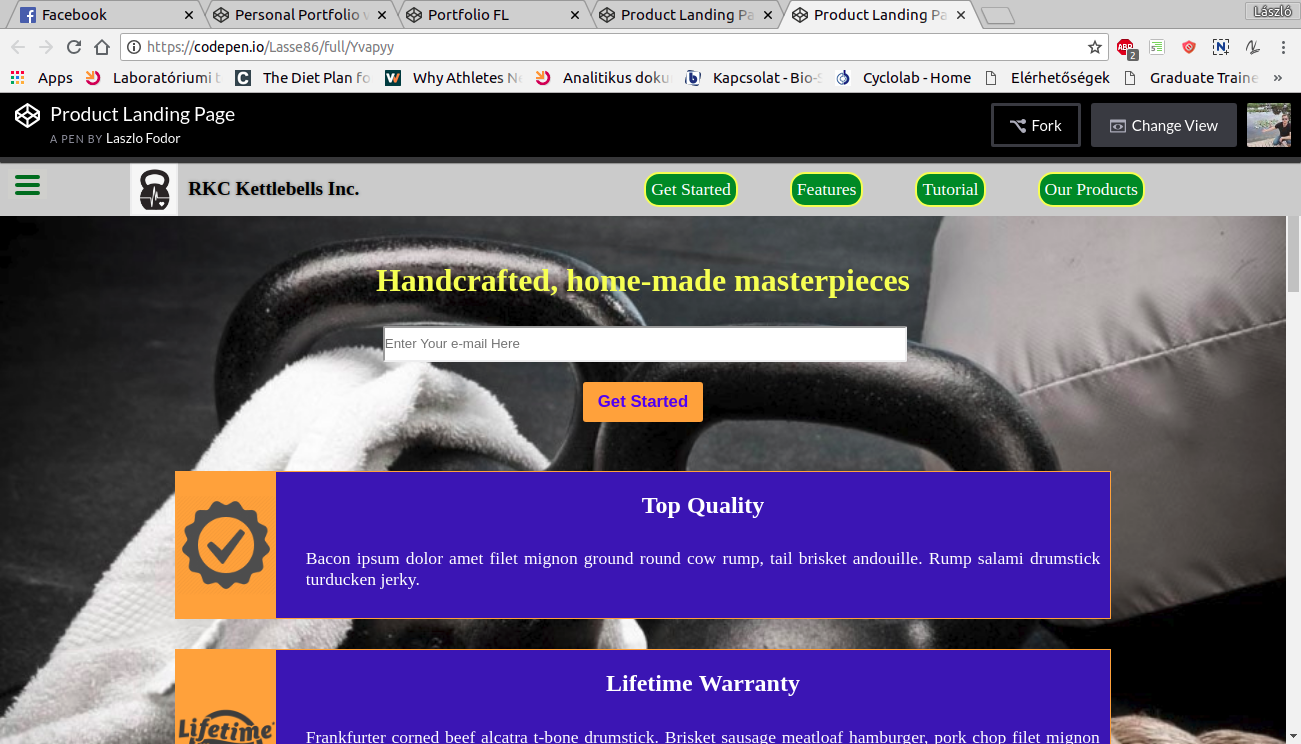 László
Facebook
Personal Portfolio
Portfolio FL
Product Landing
Product Landing
https://codepen.io/Lasse86/full/Yvapyy
ABP
2
N
Apps
Laboratóriumi
The Diet Plan
Why Athletes
Analitikus
Kapcsolat - Bio-S
Cyclolab - Home
Elérhetőségek
Graduate Traine
»
Product Landing Page
A PEN BY Laszlo Fodor
Fork
Change View
RKC Kettlebells Inc.
Get Started
Features
Tutorial
Our Products
Handcrafted, home-made masterpieces
Enter Your e-mail Here
Get Started
Top Quality
Bacon ipsum dolor amet filet mignon ground round cow rump, tail brisket andouille. Rump salami drumstick
turducken jerky.
Lifetime Warranty
Lifetime
Frankfurter corned beef alcatra t-bone drumstick. Brisket sausage meatloaf hamburger, pork chop filet mignon